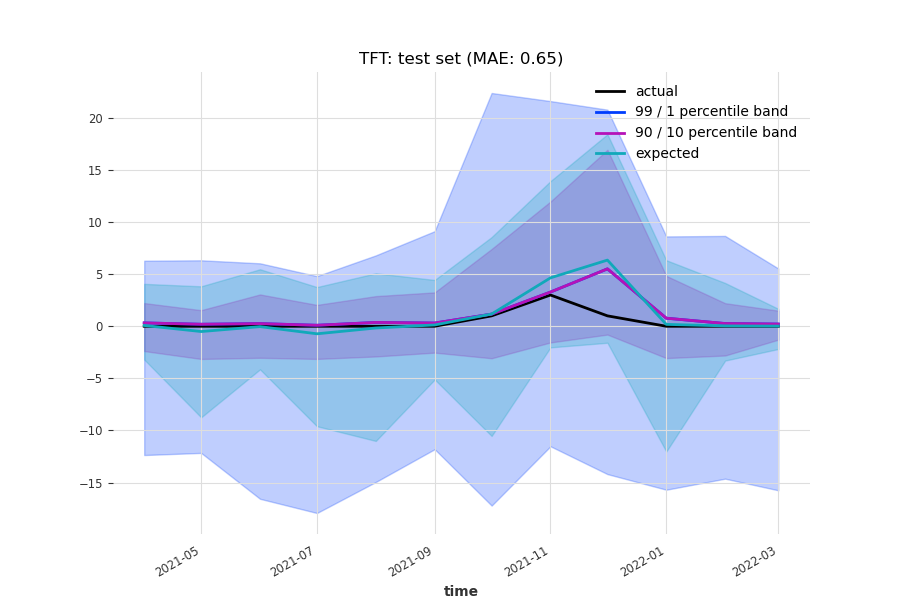 TFT: test set (MAE: 0.65)
actual
99 / 1 percentile band
90 / 10 percentile band
expected
20
15
10
5
0
−5
−10
−15
2021-05
2021-07
2021-09
2021-11
2022-01
2022-03
time